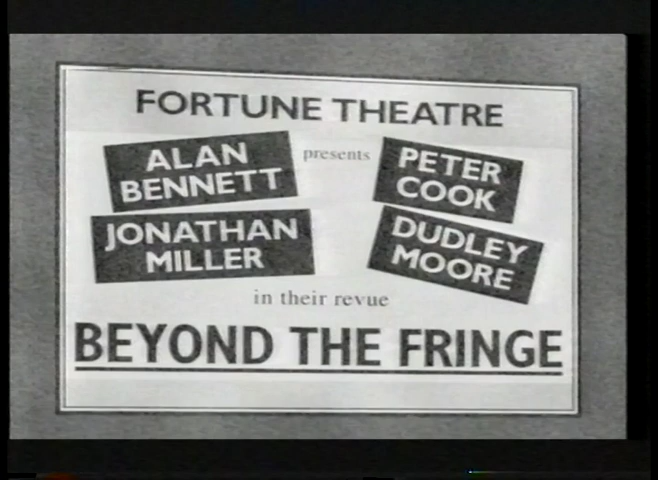 FORTUNE THEATRE
presents
ALAN
BENNETT
PETER
COOK
JONATHAN
MILLER
DUDLEY
MOORE
in their revue
BEYOND THE FRINGE